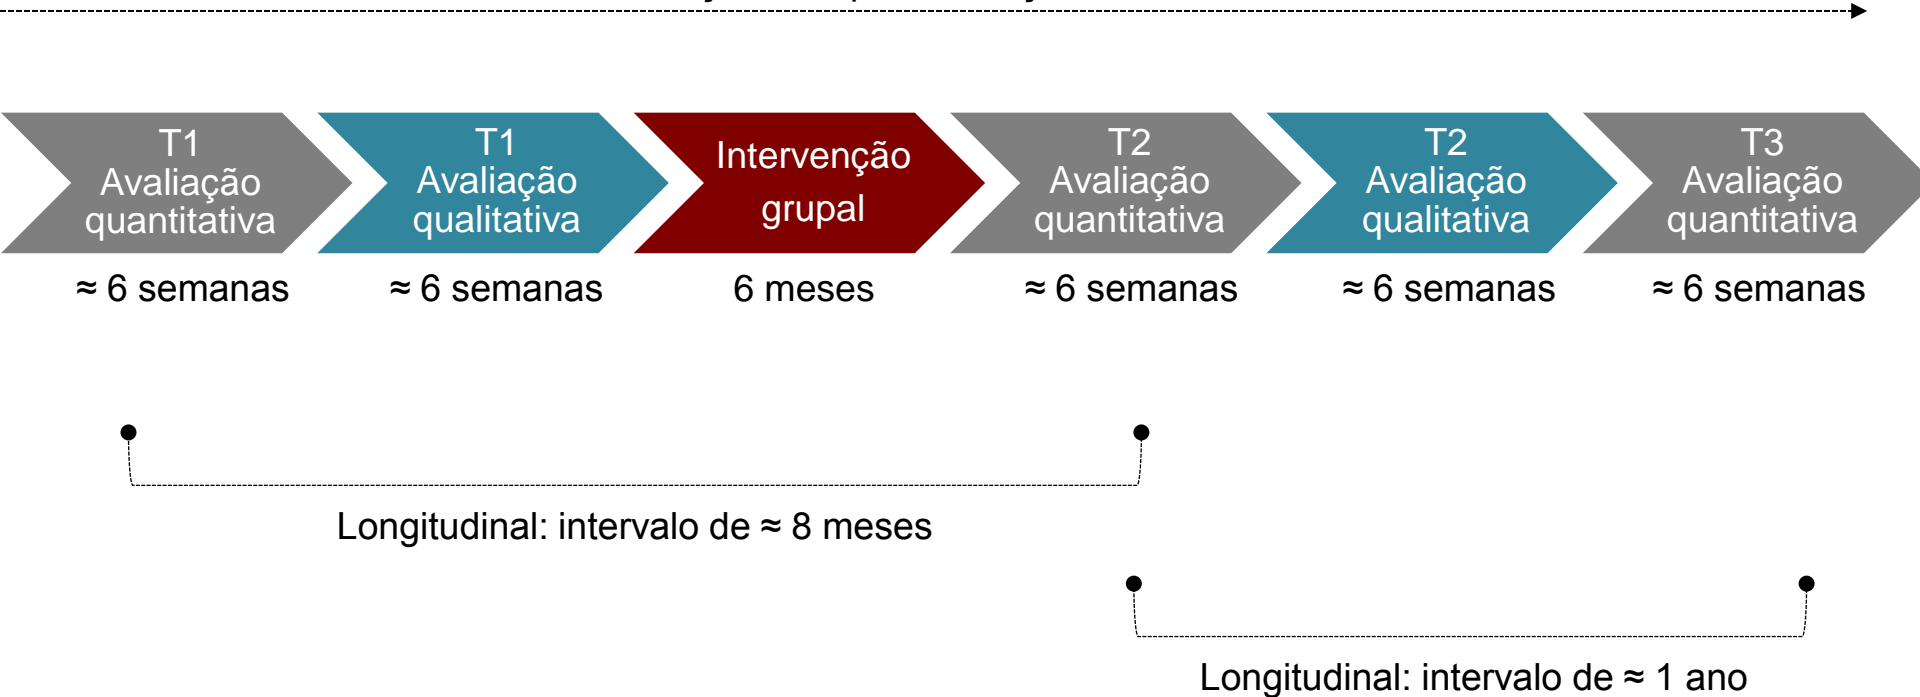 T1
Avaliação
quantitativa
T1
Avaliação
qualitativa
Intervenção
grupal
T2
Avaliação
quantitativa
T2
Avaliação
qualitativa
T3
Avaliação
quantitativa
≈ 6 semanas
≈ 6 semanas
6 meses
≈ 6 semanas
≈ 6 semanas
≈ 6 semanas
Longitudinal: intervalo de ≈ 8 meses
Longitudinal: intervalo de ≈ 1 ano